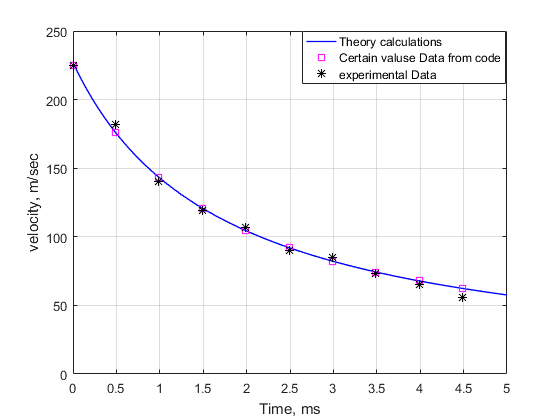 250
200
150
100
50
0
velocity, m/sec
Theory calculations
Certain valuse Data from code
experimental Data
0 0.5 1 1.5 2 2.5 3 3.5 4 4.5 5
Time, ms